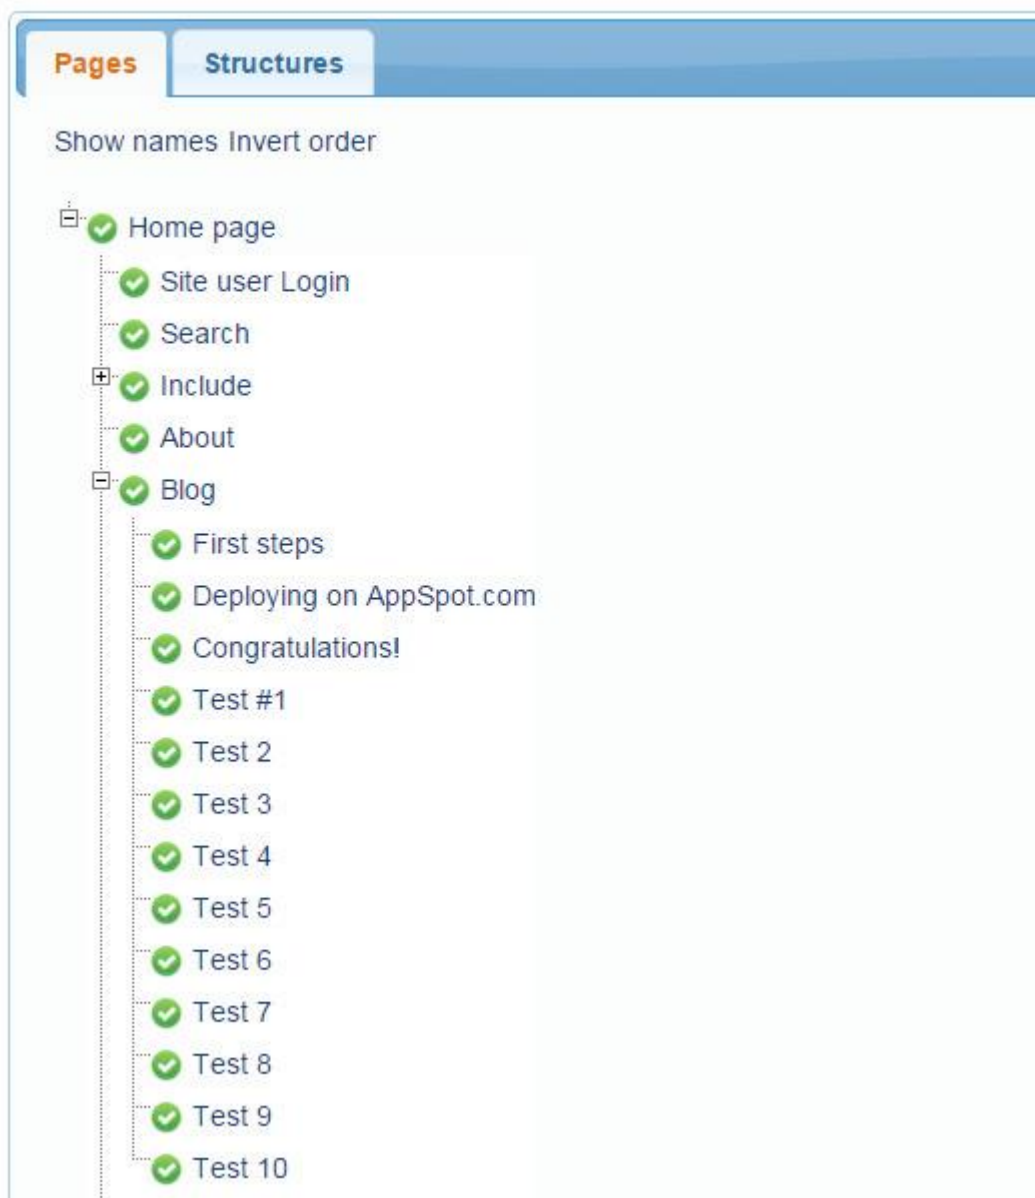 Pages Structures
Show names Invert order
Home page
Site user Login
Search
Include
About
Blog
First steps
Deploying on AppSpot.com
Congratulations!
Test #1
Test 2
Test 3
Test 4
Test 5
Test 6
Test 7
Test 8
Test 9
Test 10